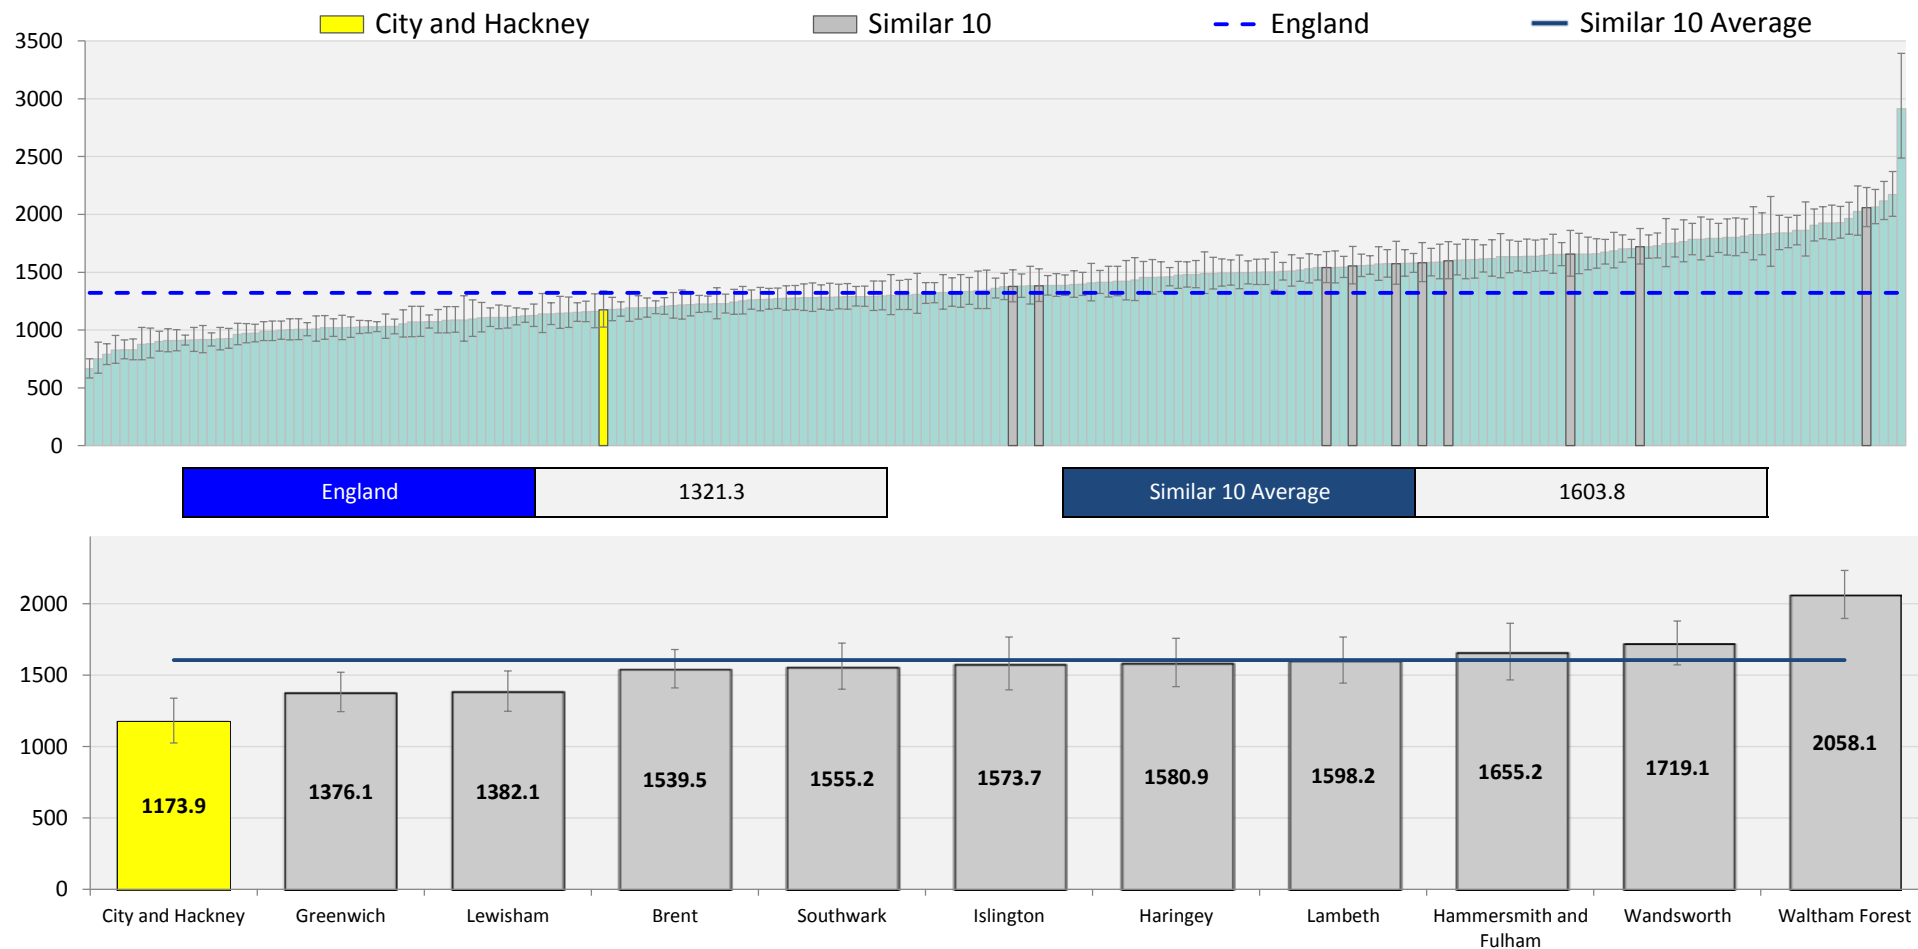 City and Hackney Similar 10 England Similar 10 Average
3500
3000
2500
2000
1500
1000
500
0
England 1321.3 Similar 10 Average 1603.8
2000
1500
1000
500
0
1173.9 1376.1 1382.1 1539.5 1555.2 1573.7 1580.9 1598.2 1655.2 1719.1 2058.1
City and Hackney Greenwich Lewisham Brent Southwark Islington Haringey Lambeth Hammersmith and Wandsworth Waltham Forest
Fulham